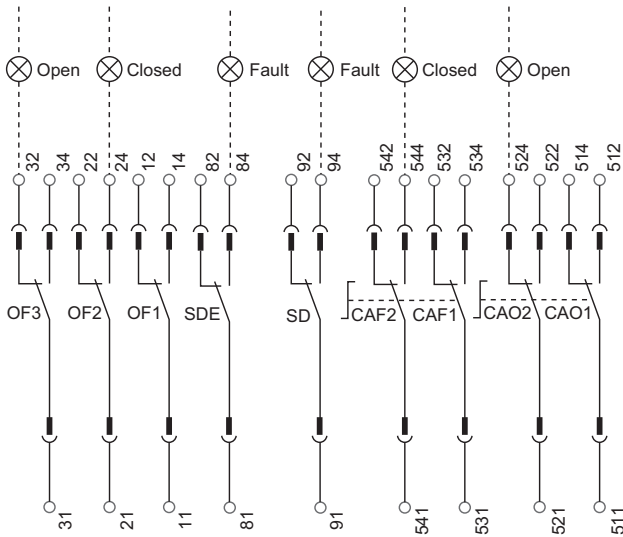 Open
Closed
Fault
Fault
Closed
Open
32
34
22
24
12
14
82
84
92
94
542
544
532
534
524
522
514
512
OF3
OF2
OF1
SDE
SD
CAF2
CAF1
CAO2
CAO1
31
21
11
81
91
541
531
521
511